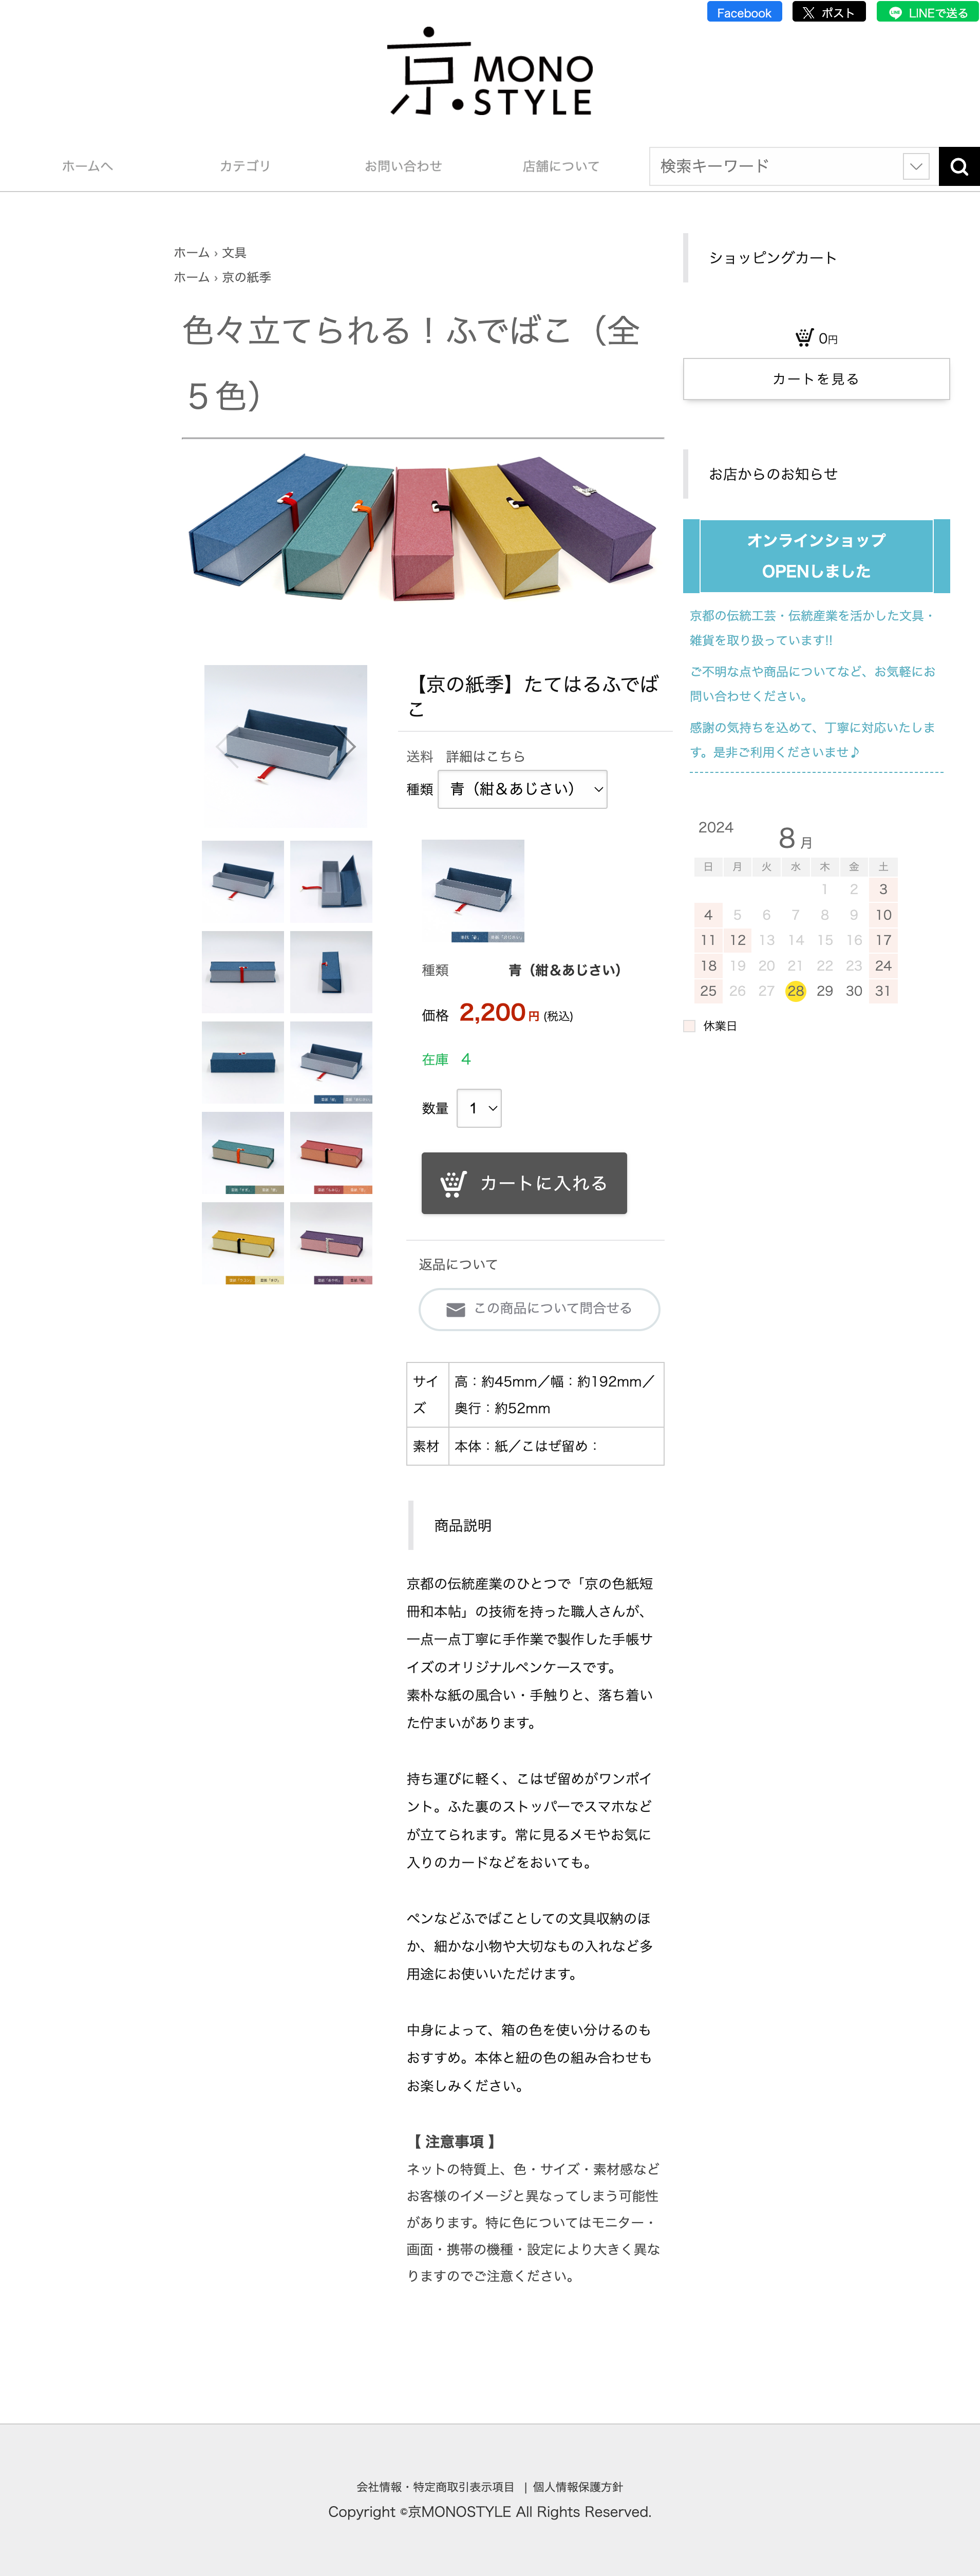 Facebook
ポスト
LINEで送る
京 MONO
STYLE
ホームへ
カテゴリ
お問い合わせ
店舗について
検索キーワード
ホーム › 文具
ホーム › 京の紙季
色々立てられる！ふでばこ（全
５色）
【京の紙季】たてはるふでば
こ
送料 詳細はこちら
種類 青（紺＆あじさい）
種類 青（紺＆あじさい）
価格 2,200円 (税込)
在庫 4
数量 1
カートに入れる
返品について
この商品について問合せる
サイ
ズ
高：約45mm／幅：約192mm／
奥行：約52mm
素材 本体：紙／こはぜ留め：
商品説明
京都の伝統産業のひとつで「京の色紙短
冊和本帖」の技術を持った職人さんが、
一点一点丁寧に手作業で製作した手帳サ
イズのオリジナルペンケースです。
素朴な紙の風合い・手触りと、落ち着い
た佇まいがあります。
持ち運びに軽く、こはぜ留めがワンポイ
ント。ふた裏のストッパーでスマホなど
が立てられます。常に見るメモやお気に
入りのカードなどをおいても。
ペンなどふでばことしての文具収納のほ
か、細かな小物や大切なもの入れなど多
用途にお使いいただけます。
中身によって、箱の色を使い分けるのも
おすすめ。本体と紐の色の組み合わせも
お楽しみください。
【 注意事項 】
ネットの特質上、色・サイズ・素材感など
お客様のイメージと異なってしまう可能性
があります。特に色についてはモニター・
画面・携帯の機種・設定により大きく異な
りますのでご注意ください。
ショッピングカート
0円
カートを見る
お店からのお知らせ
オンラインショップ
OPENしました
京都の伝統工芸・伝統産業を活かした文具・
雑貨を取り扱っています!!
ご不明な点や商品についてなど、お気軽にお
問い合わせください。
感謝の気持ちを込めて、丁寧に対応いたしま
す。是非ご利用くださいませ♪
2024 8月
日 月 火 水 木 金 土
1 2 3
4 5 6 7 8 9 10
11 12 13 14 15 16 17
18 19 20 21 22 23 24
25 26 27 28 29 30 31
休業日
会社情報・特定商取引表示項目 | 個人情報保護方針
Copyright ©京MONOSTYLE All Rights Reserved.